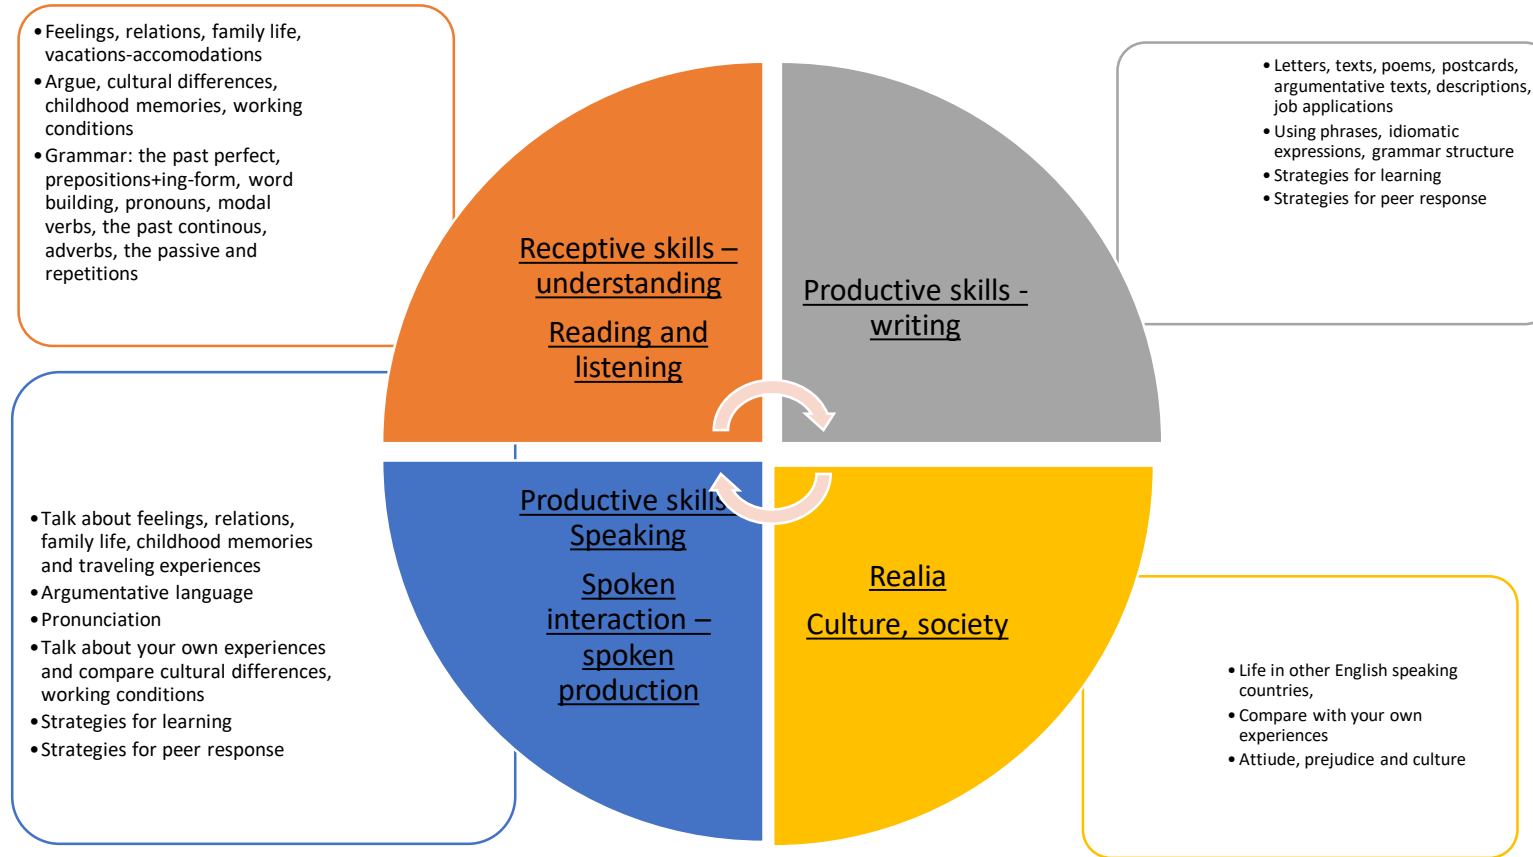 •Feelings, relations, family life,
vacations-accomodations
•Argue, cultural differences,
childhood memories, working
conditions
•Grammar: the past perfect,
prepositions+ing-form, word
building, pronouns, modal
verbs, the past continous,
adverbs, the passive and
repetitions
•Letters, texts, poems, postcards,
argumentative texts, descriptions,
job applications
•Using phrases, idiomatic
expressions, grammar structure
•Strategies for learning
•Strategies for peer response
Receptive skills –
understanding
Reading and
listening
Productive skills -
writing
•Talk about feelings, relations,
family life, childhood memories
and traveling experiences
•Argumentative language
•Pronunciation
•Talk about your own experiences
and compare cultural differences,
working conditions
•Strategies for learning
•Strategies for peer response
Productive skills
Speaking
Spoken
interaction –
spoken
production
Realia
Culture, society
•Life in other English speaking
countries,
•Compare with your own
experiences
•Attiude, prejudice and culture